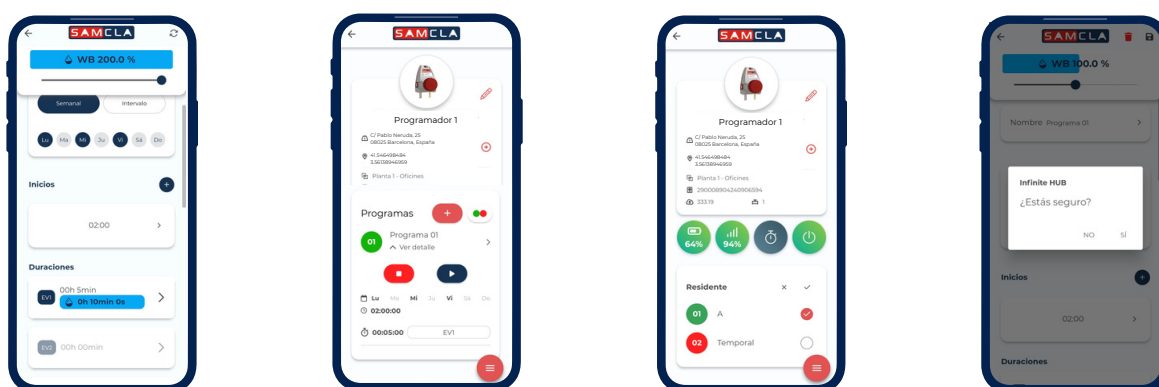 SAMCLA
WB 200.0 %
Semanal Intervalo
Lu Ma Mi Ju Vi Sá Do
Inicios +
02:00
Duraciones
EV1 00h 5min
0h 10min 0s
EV2 00h 00min
SAMCLA
Programador 1
C/ Pablo Neruda, 25
08025 Barcelona, España
41.546498484
3.56138946959
Planta 1 - Oficines
Programas +
01 Programa 01
Ver detalle
Lu Ma Mi Ju Vi Sá Do
02:00:00
00:05:00 EV1
SAMCLA
Programador 1
C/ Pablo Neruda, 25
08025 Barcelona, España
41.546498484
3.56138946959
Planta 1 - Oficines
290008904240906594
333.19 1
64% 94%
Residente
01 A
02 Temporal
SAMCLA
WB 100.0 %
Nombre Programa 01
Infinite HUB
¿Estás seguro?
NO SÍ
Inicios +
02:00
Duraciones